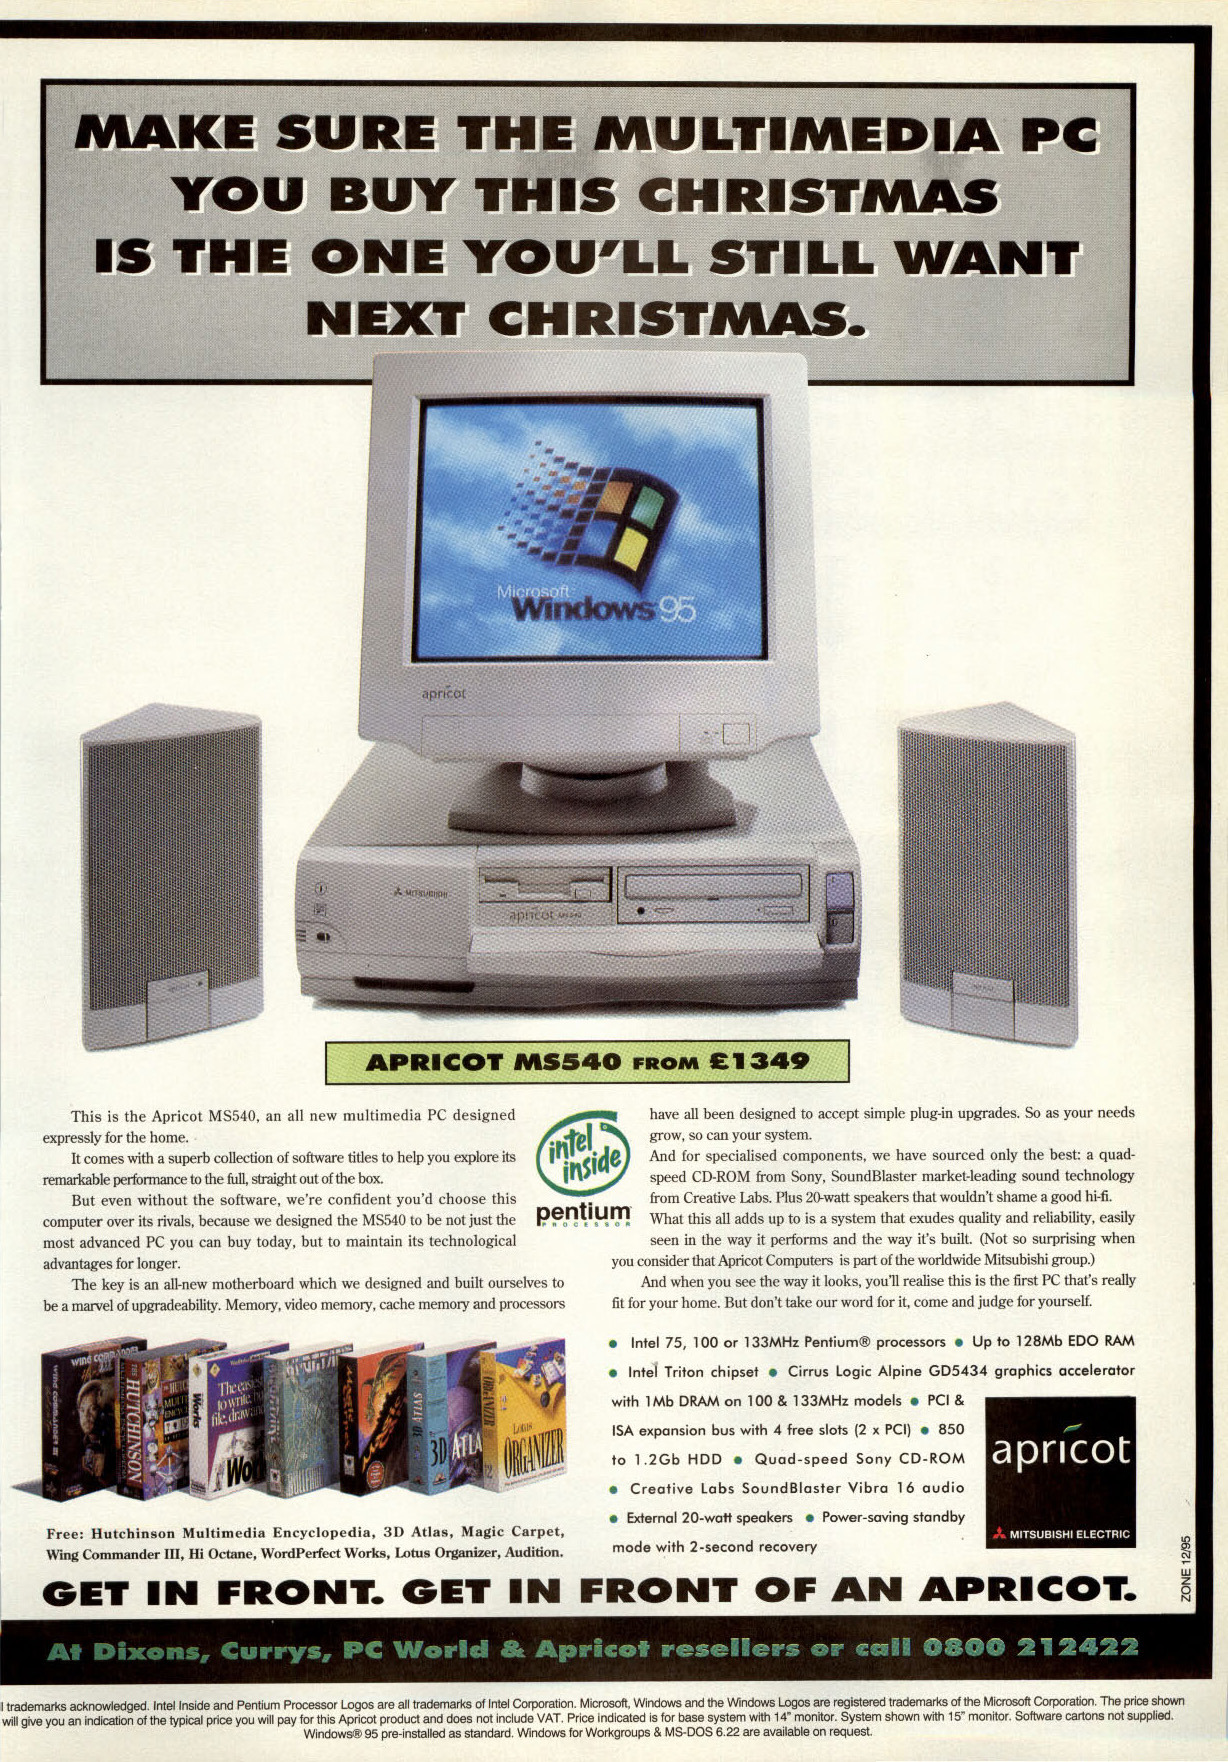 MAKE SURE THE MULTIMEDIA PC
YOU BUY THIS CHRISTMAS
IS THE ONE YOU'LL STILL WANT
NEXT CHRISTMAS.
Microsoft
Windows 95
apricot
MITSUBISHI
apricot MS540
apricot
APRICOT MS540 FROM £1349
This is the Apricot MS540, an all new multimedia PC designed
expressly for the home.
It comes with a superb collection of software titles to help you explore its
remarkable performance to the full, straight out of the box.
But even without the software, we're confident you'd choose this
computer over its rivals, because we designed the MS540 to be not just the
most advanced PC you can buy today, but to maintain its technological
advantages for longer.
The key is an all-new motherboard which we designed and built ourselves to
be a marvel of upgradeability. Memory, video memory, cache memory and processors
intel
inside
pentium
PROCESSOR
have all been designed to accept simple plug-in upgrades. So as your needs
grow, so can your system.
And for specialised components, we have sourced only the best: a quad-
speed CD-ROM from Sony, SoundBlaster market-leading sound technology
from Creative Labs. Plus 20-watt speakers that wouldn't shame a good hi-fi.
What this all adds up to is a system that exudes quality and reliability, easily
seen in the way it performs and the way it's built. (Not so surprising when
you consider that Apricot Computers is part of the worldwide Mitsubishi group.)
And when you see the way it looks, you'll realise this is the first PC that's really
fit for your home. But don't take our word for it, come and judge for yourself.
WING COMMANDER
WING COMMANDER III
THE HUTCHINSON
Works
The easiest
to write,
file, draw
3D ATLAS
3D ATLA
ORGANIZER
LOTUS
ORGANIZER
Free: Hutchinson Multimedia Encyclopedia, 3D Atlas, Magic Carpet,
Wing Commander III, Hi Octane, WordPerfect Works, Lotus Organizer, Audition.
● Intel 75, 100 or 133MHz Pentium® processors ● Up to 128Mb EDO RAM
● Intel Triton chipset ● Cirrus Logic Alpine GD5434 graphics accelerator
with 1Mb DRAM on 100 & 133MHz models ● PCI &
ISA expansion bus with 4 free slots (2 x PCI) ● 850
to 1.2Gb HDD ● Quad-speed Sony CD-ROM
● Creative Labs SoundBlaster Vibra 16 audio
● External 20-watt speakers ● Power-saving standby
mode with 2-second recovery
apricot
MITSUBISHI ELECTRIC
ZONE 12/95
GET IN FRONT. GET IN FRONT OF AN APRICOT.
At Dixons, Currys, PC World & Apricot resellers or call 0800 212422
l trademarks acknowledged. Intel Inside and Pentium Processor Logos are all trademarks of Intel Corporation. Microsoft, Windows and the Windows Logos are registered trademarks of the Microsoft Corporation. The price shown
will give you an indication of the typical price you will pay for this Apricot product and does not include VAT. Price indicated is for base system with 14" monitor. System shown with 15" monitor. Software cartons not supplied.
Windows® 95 pre-installed as standard. Windows for Workgroups & MS-DOS 6.22 are available on request.